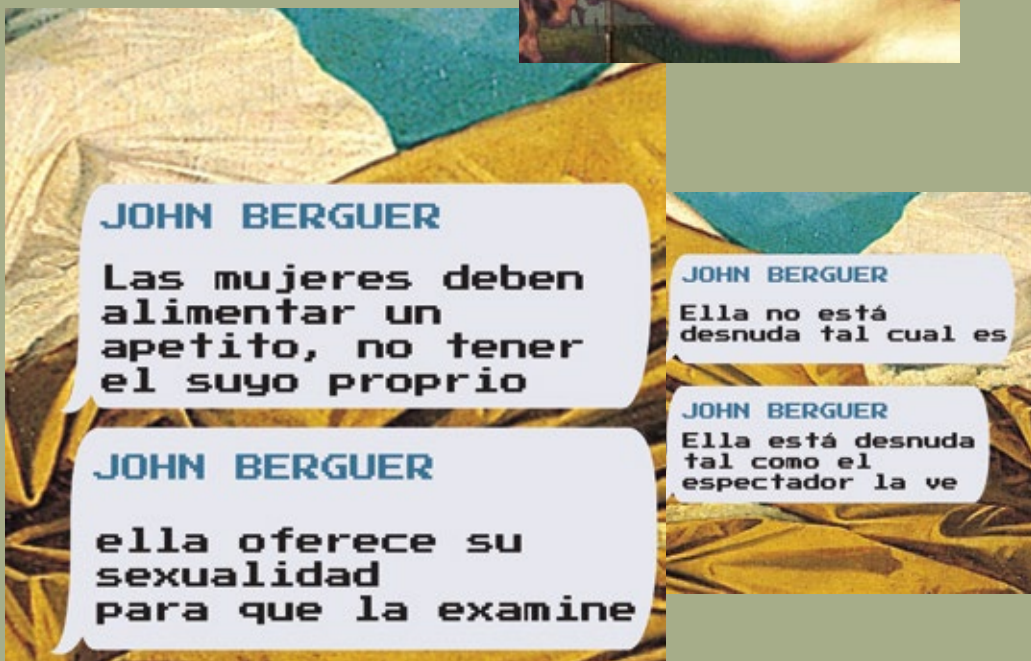 JOHN BERGUER
Las mujeres deben
alimentar un
apetito, no tener
el suyo proprio
JOHN BERGUER
ella oferece su
sexualidad
para que la examine
JOHN BERGUER
Ella no está
desnuda tal cual es
JOHN BERGUER
Ella está desnuda
tal como el
espectador la ve